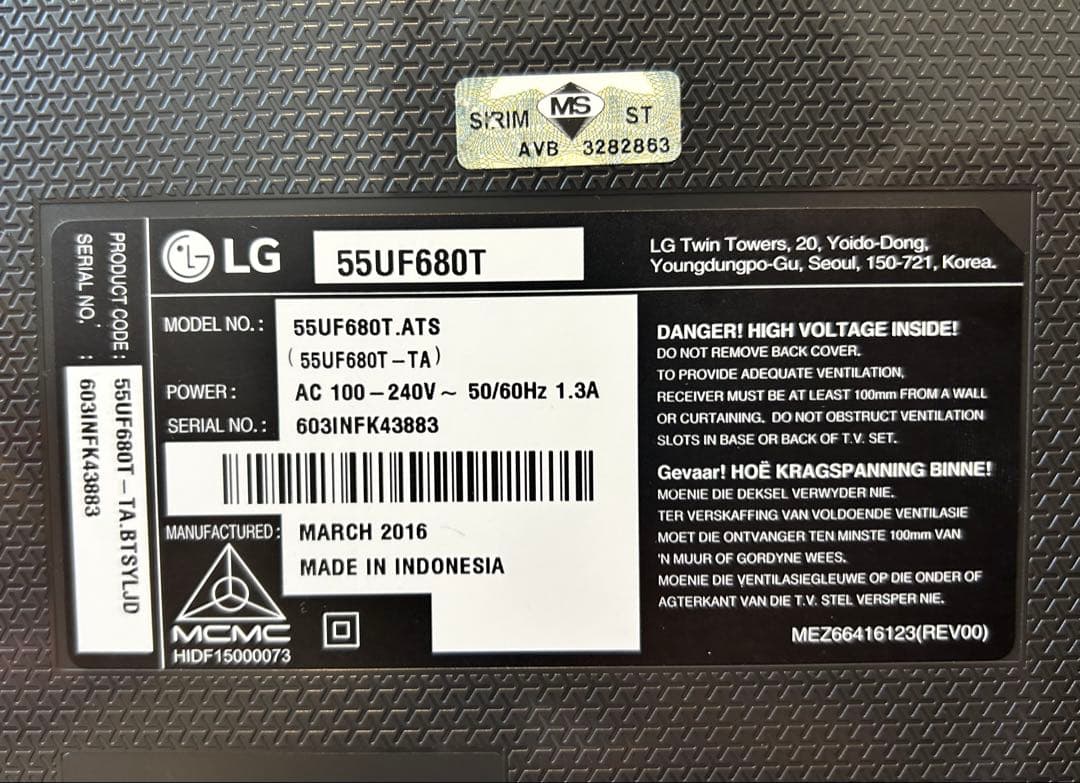 SIRIM MS ST
AVB 3282863
LG 55UF680T
LG Twin Towers, 20, Yoido-Dong,
Youngdungpo-Gu, Seoul, 150-721, Korea.
PRODUCT CODE : 55UF680T-TA.BTSYLJD
SERIAL NO. : 603INFK43883
MODEL NO. : 55UF680T.ATS
(55UF680T-TA)
POWER : AC 100-240V~ 50/60Hz 1.3A
SERIAL NO. : 603INFK43883
MANUFACTURED : MARCH 2016
MADE IN INDONESIA
MCMC
HIDF15000073
DANGER! HIGH VOLTAGE INSIDE!
DO NOT REMOVE BACK COVER.
TO PROVIDE ADEQUATE VENTILATION,
RECEIVER MUST BE AT LEAST 100mm FROM A WALL
OR CURTAINING. DO NOT OBSTRUCT VENTILATION
SLOTS IN BASE OR BACK OF T.V. SET.
Gevaar! HOË KRAGSPANNING BINNE!
MOENIE DIE DEKSEL VERWYDER NIE.
TER VERSKAFFING VAN VOLDOENDE VENTILASIE
MOET DIE ONTVANGER TEN MINSTE 100mm VAN
'N MUUR OF GORDYNE WEES.
MOENIE DIE VENTILASIEGLEUWE OP DIE ONDER OF
AGTERKANT VAN DIE T.V. STEL VERSPER NIE.
MEZ66416123(REV00)